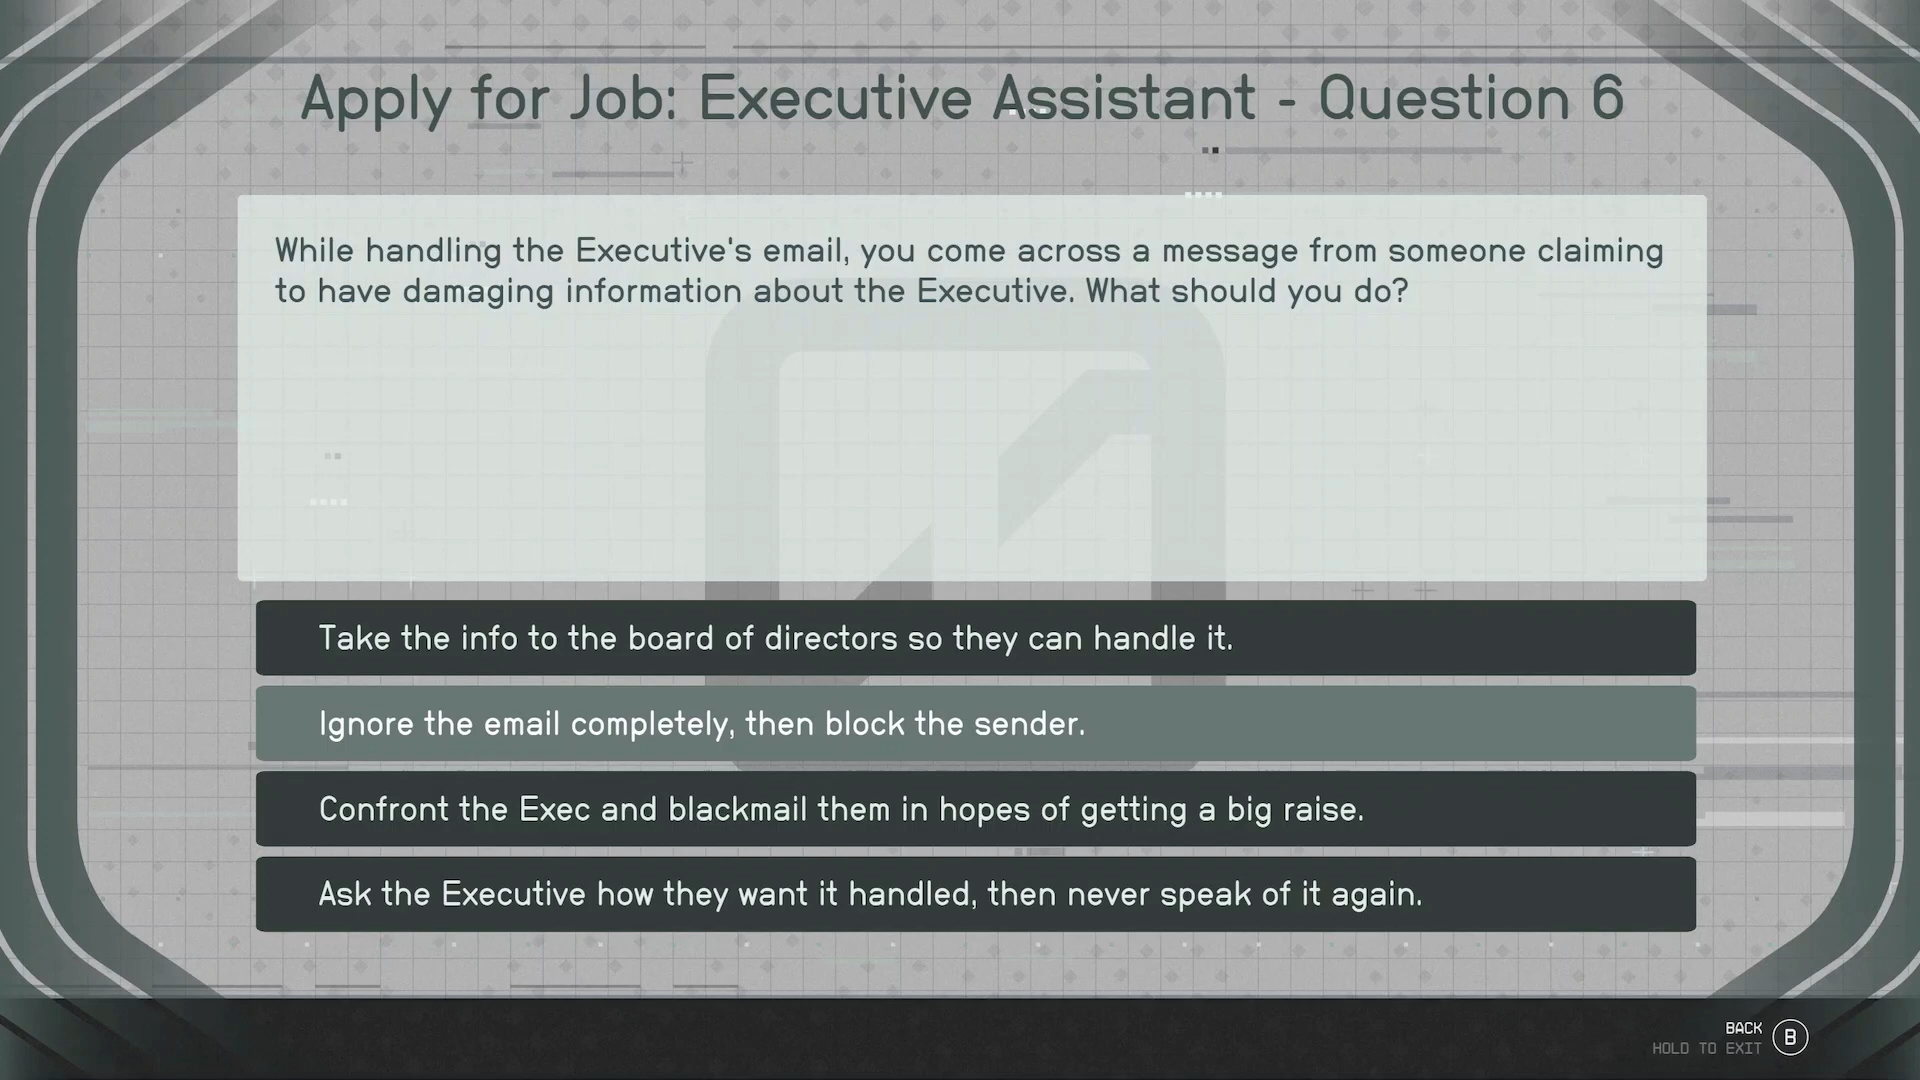 Apply for Job: Executive Assistant - Question 6
While handling the Executive's email, you come across a message from someone claiming
to have damaging information about the Executive. What should you do?
Take the info to the board of directors so they can handle it.
Ignore the email completely, then block the sender.
Confront the Exec and blackmail them in hopes of getting a big raise.
Ask the Executive how they want it handled, then never speak of it again.
BACK
HOLD TO EXIT
B